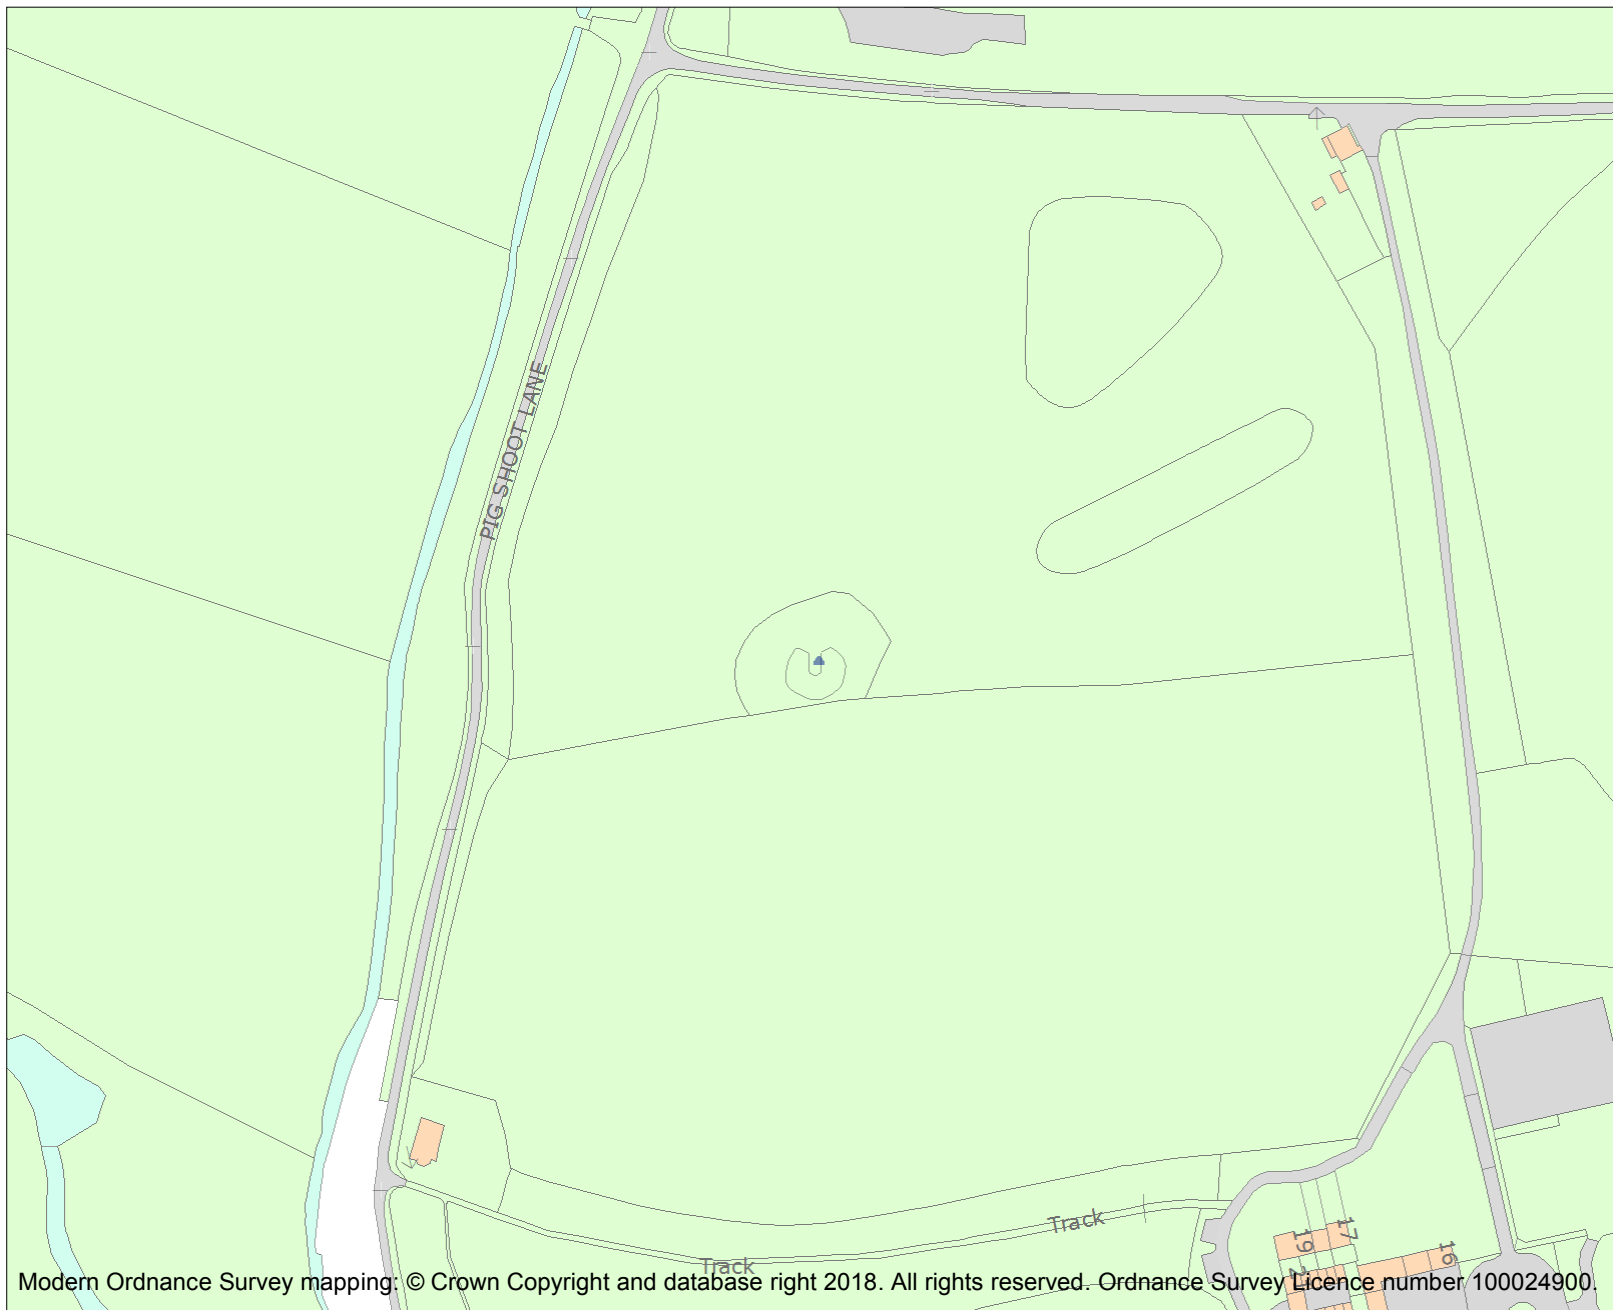 PIG SHOOT LANE
Track
Track
17
19
16
Modern Ordnance Survey mapping: © Crown Copyright and database right 2018. All rights reserved. Ordnance Survey Licence number 100024900.